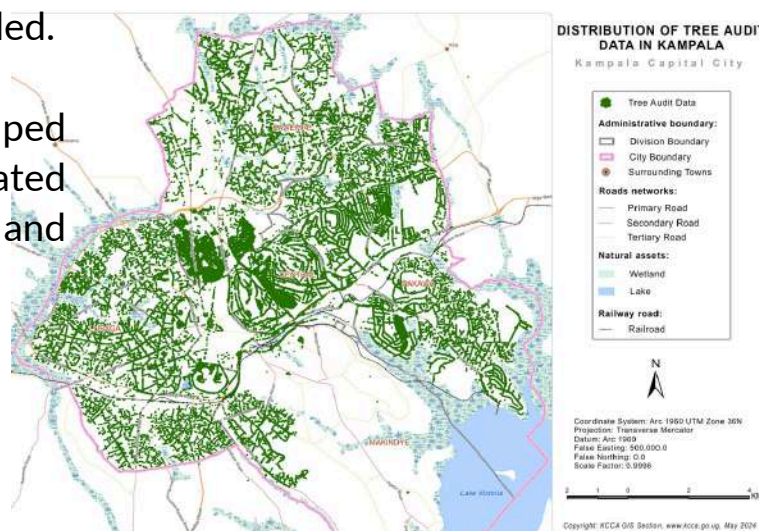 led.
ped
ated
and
DISTRIBUTION OF TREE AUDIT
DATA IN KAMPALA
Kampala Capital City
Tree Audit Data
Administrative boundary:
Division Boundary
City Boundary
Surrounding Towns
Roads networks:
Primary Road
Secondary Road
Tertiary Road
Natural assets:
Wetland
Lake
Railway road:
Railroad
N
Coordinate System: Arc 1960 UTM Zone 36N
Projection: Transverse Mercator
Datum: Arc 1960
False Easting: 500,000.0
False Northing: 0.0
Scale Factor: 0.9996
2 0 2 4
MAKINDYE
Lake Victoria
Copyright: KCCA GIS Section, www.kcca.go.ug, May 2024